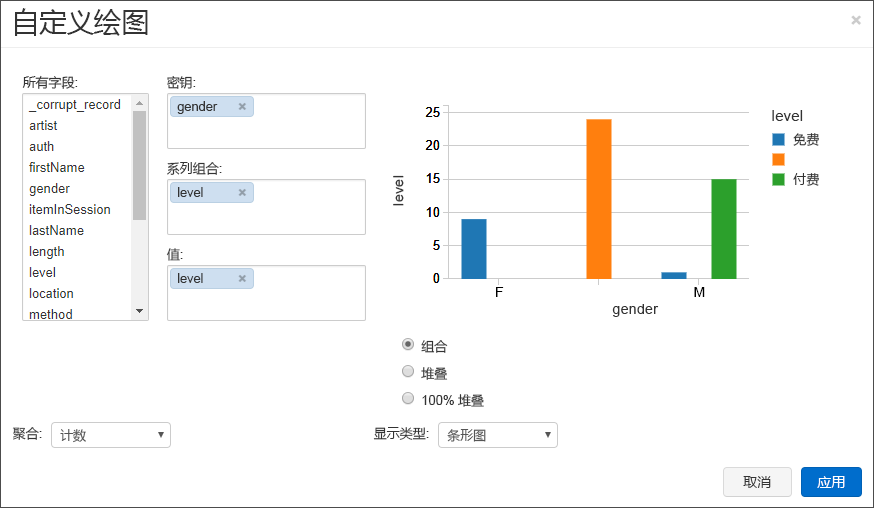 自定义绘图
×
所有字段:
_corrupt_record
artist
auth
firstName
gender
itemInSession
lastName
length
level
location
method
密钥:
gender ×
系列组合:
level ×
值:
level ×
level
25
20
15
10
5
0
F
M
gender
level
免费
付费
组合
堆叠
100% 堆叠
聚合: 计数
显示类型: 条形图
取消
应用